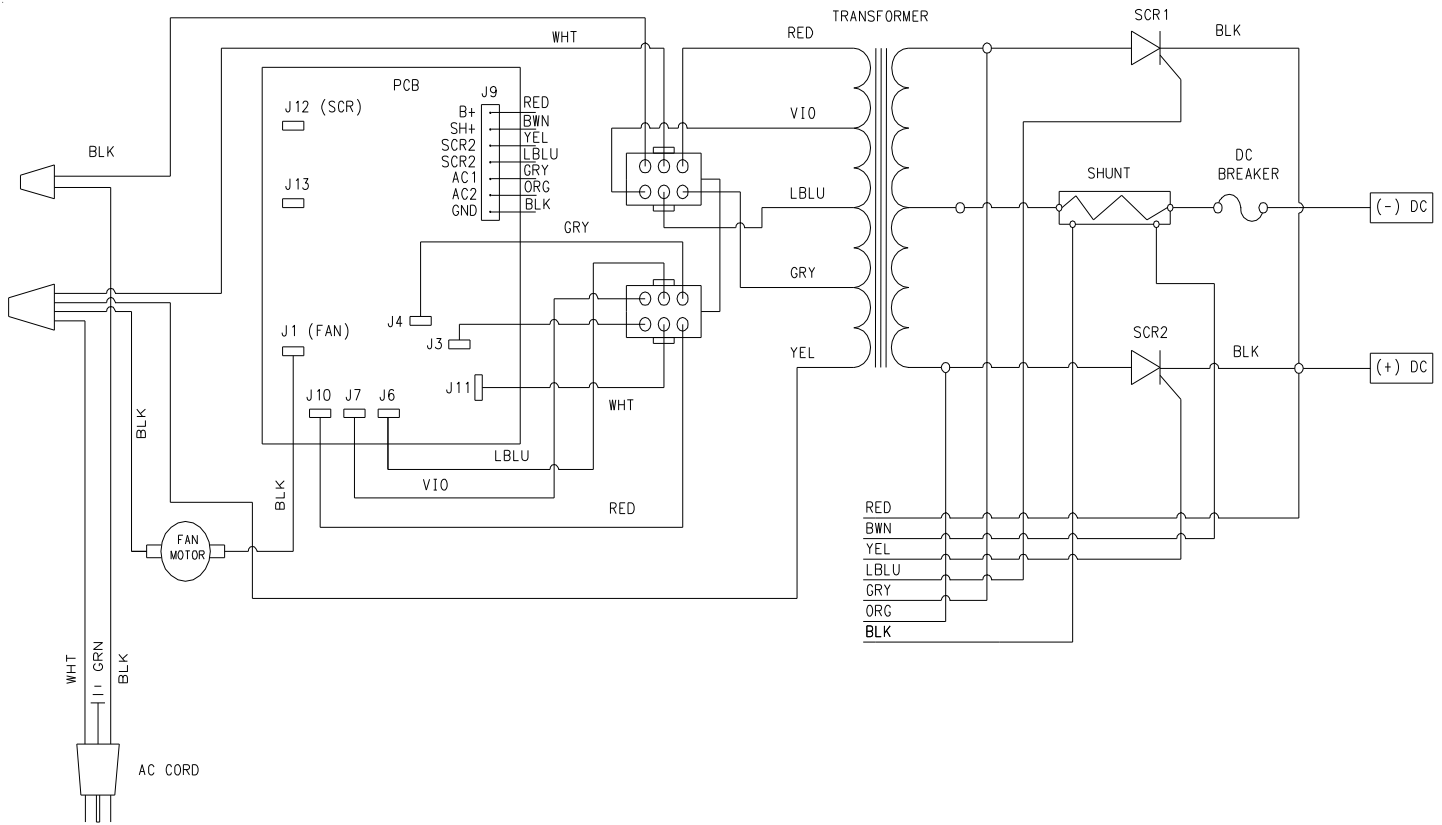 TRANSFORMER
SCR1
RED
BLK
WHT
PCB
J12 (SCR)
J9
B+
RED
SH+
BWN
SCR2
YEL
SCR2
LBLU
AC1
GRY
AC2
ORG
GND
BLK
VIO
BLK
J13
LBLU
SHUNT
DC
BREAKER
(-) DC
GRY
GRY
J4
J1 (FAN)
J3
YEL
SCR2
BLK
(+) DC
J11
J10
J7
J6
WHT
BLK
LBLU
VIO
BLK
RED
FAN
MOTOR
RED
BWN
YEL
LBLU
GRY
ORG
BLK
WHT
GRN
BLK
AC CORD